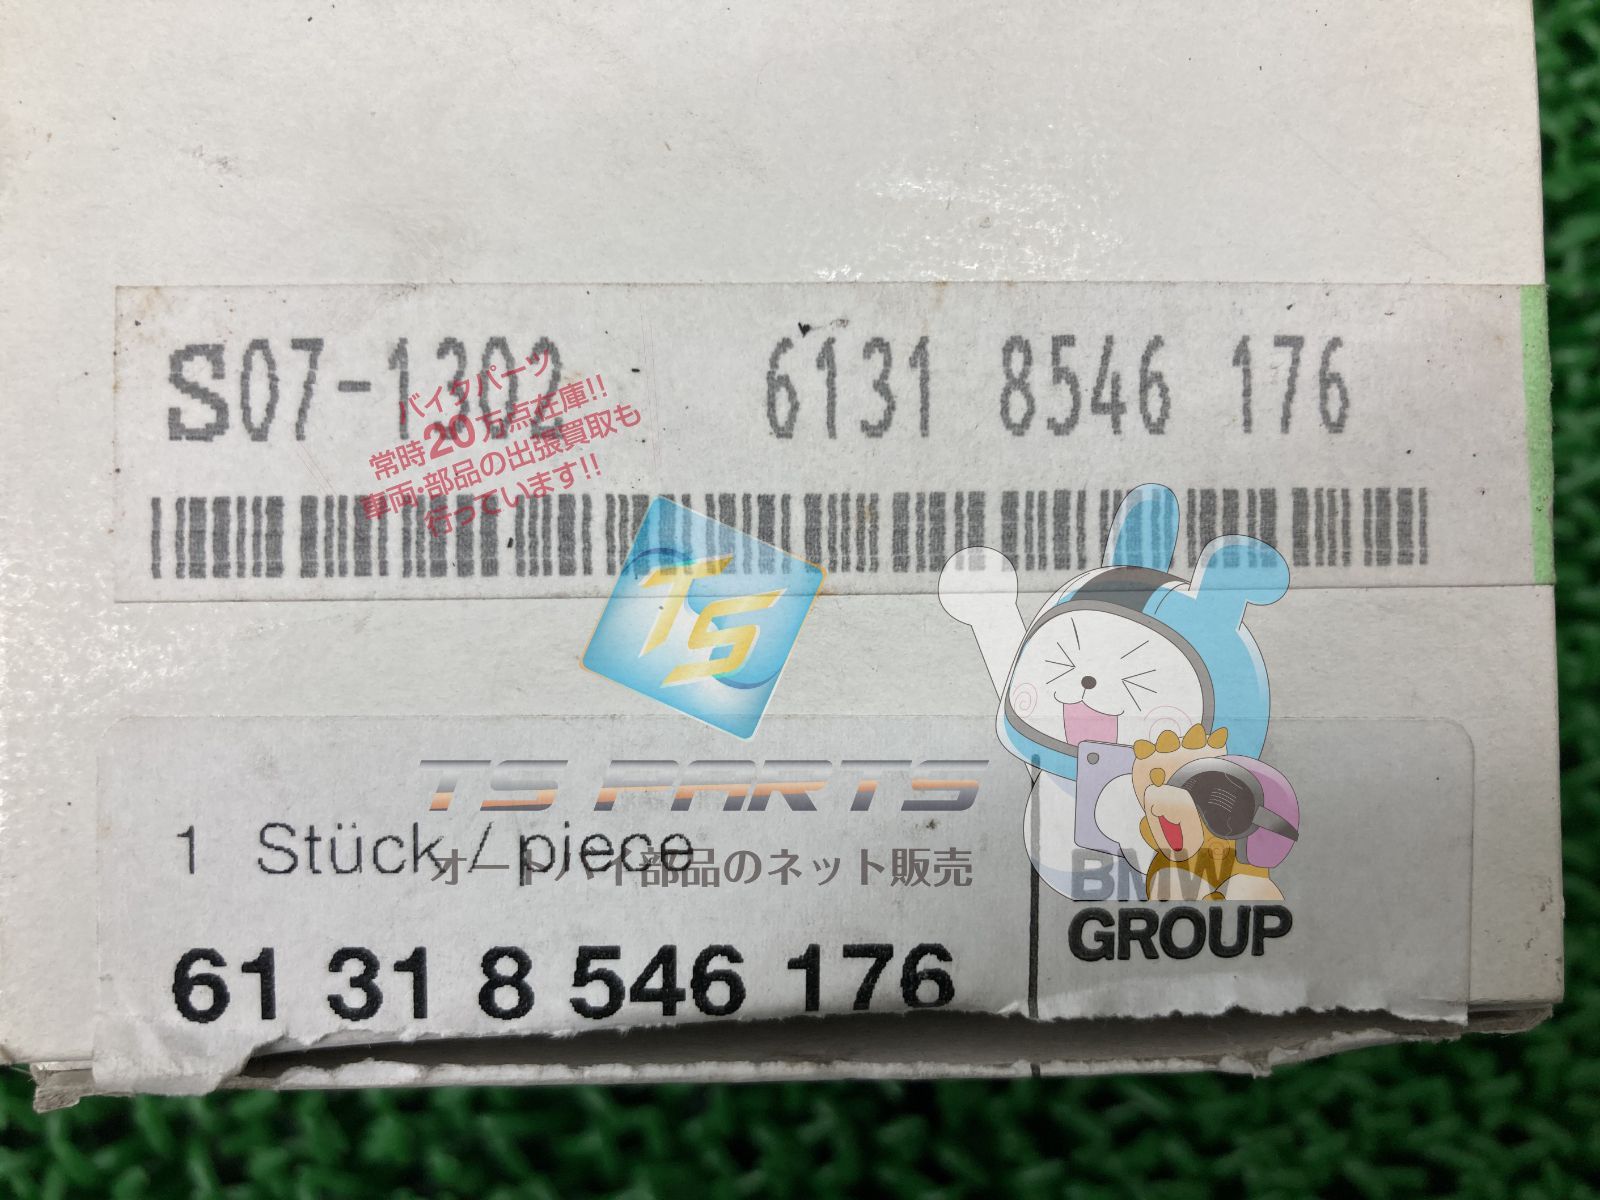 S07-1302 6131 8546 176
バイクパーツ
常時20万点在庫!!
車両・部品の出張買取も
行っています!!
TS
TS PARTS
オートバイ部品のネット販売
1 Stück / piece
BMW
GROUP
61 31 8 546 176